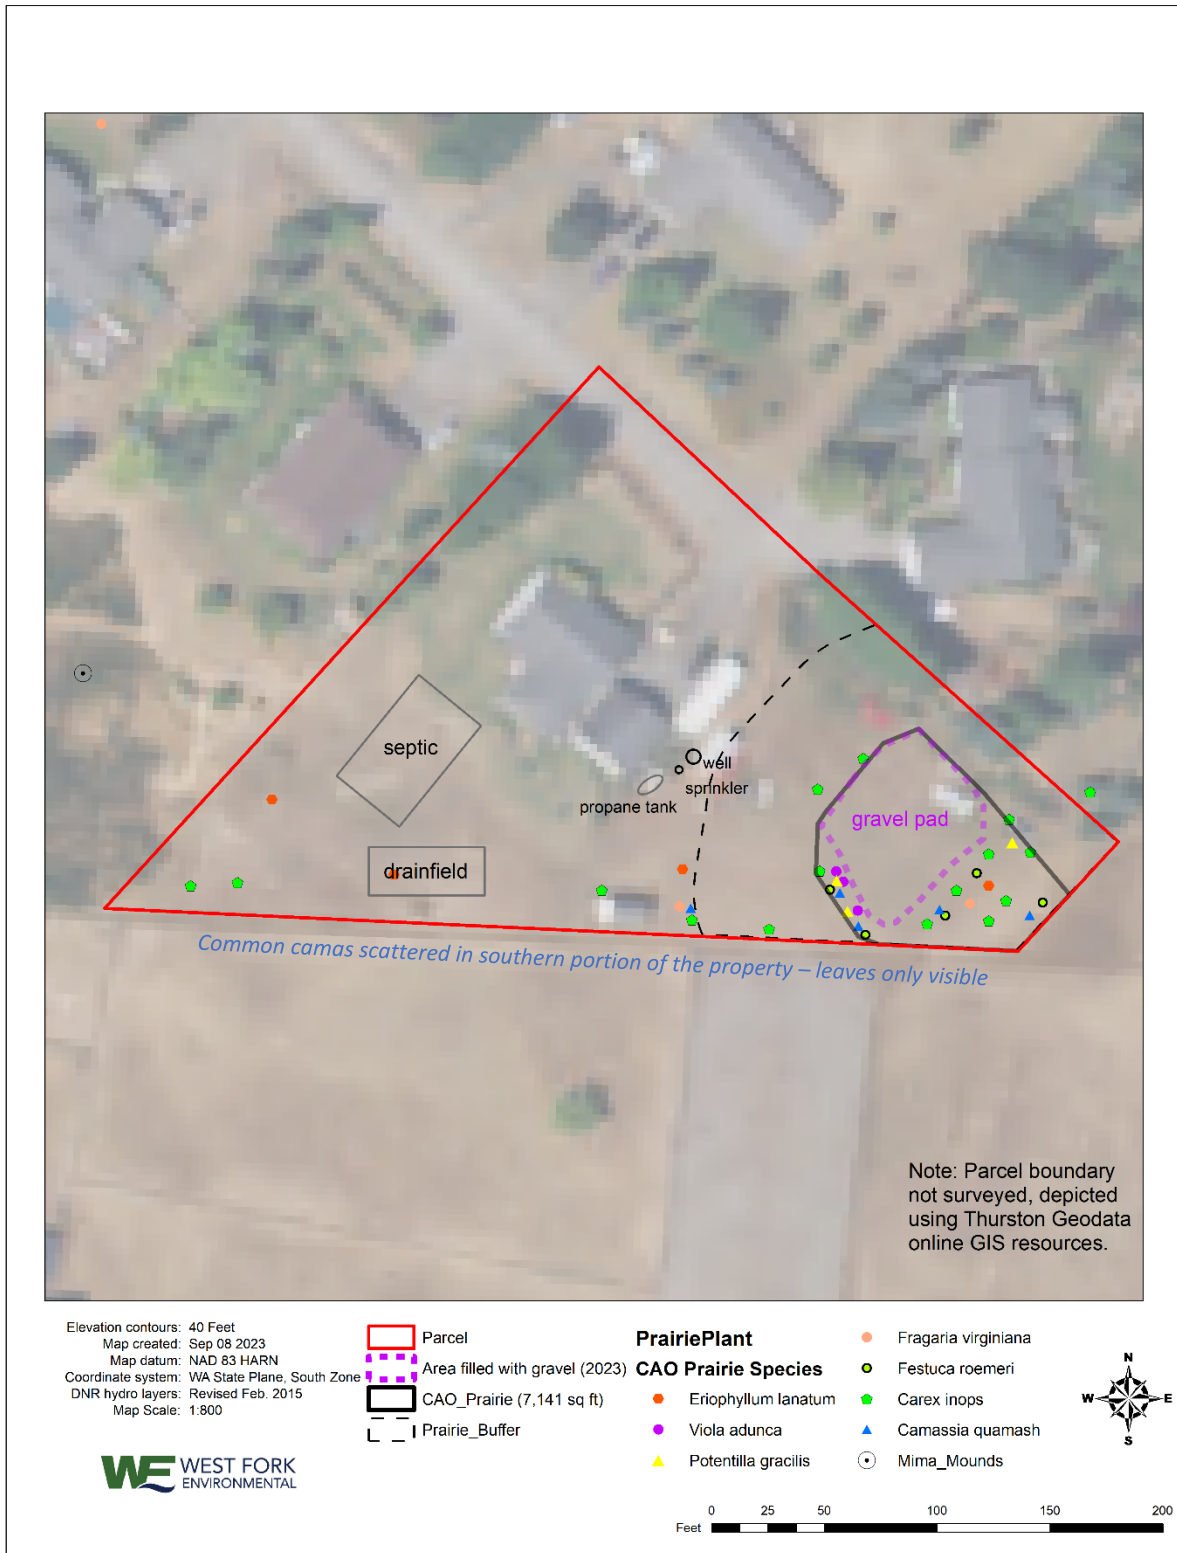 septic
well
sprinkler
propane tank
gravel pad
drainfield
Common camas scattered in southern portion of the property – leaves only visible
Note: Parcel boundary
not surveyed, depicted
using Thurston Geodata
online GIS resources.
Elevation contours: 40 Feet
Map created: Sep 08 2023
Map datum: NAD 83 HARN
Coordinate system: WA State Plane, South Zone
DNR hydro layers: Revised Feb. 2015
Map Scale: 1:800
WF WEST FORK
ENVIRONMENTAL
Parcel
Area filled with gravel (2023)
CAO_Prairie (7,141 sq ft)
Prairie_Buffer
PrairiePlant
CAO Prairie Species
Eriophyllum lanatum
Viola adunca
Potentilla gracilis
Fragaria virginiana
Festuca roemeri
Carex inops
Camassia quamash
Mima_Mounds
N
W E
S
0 25 50 100 150 200
Feet